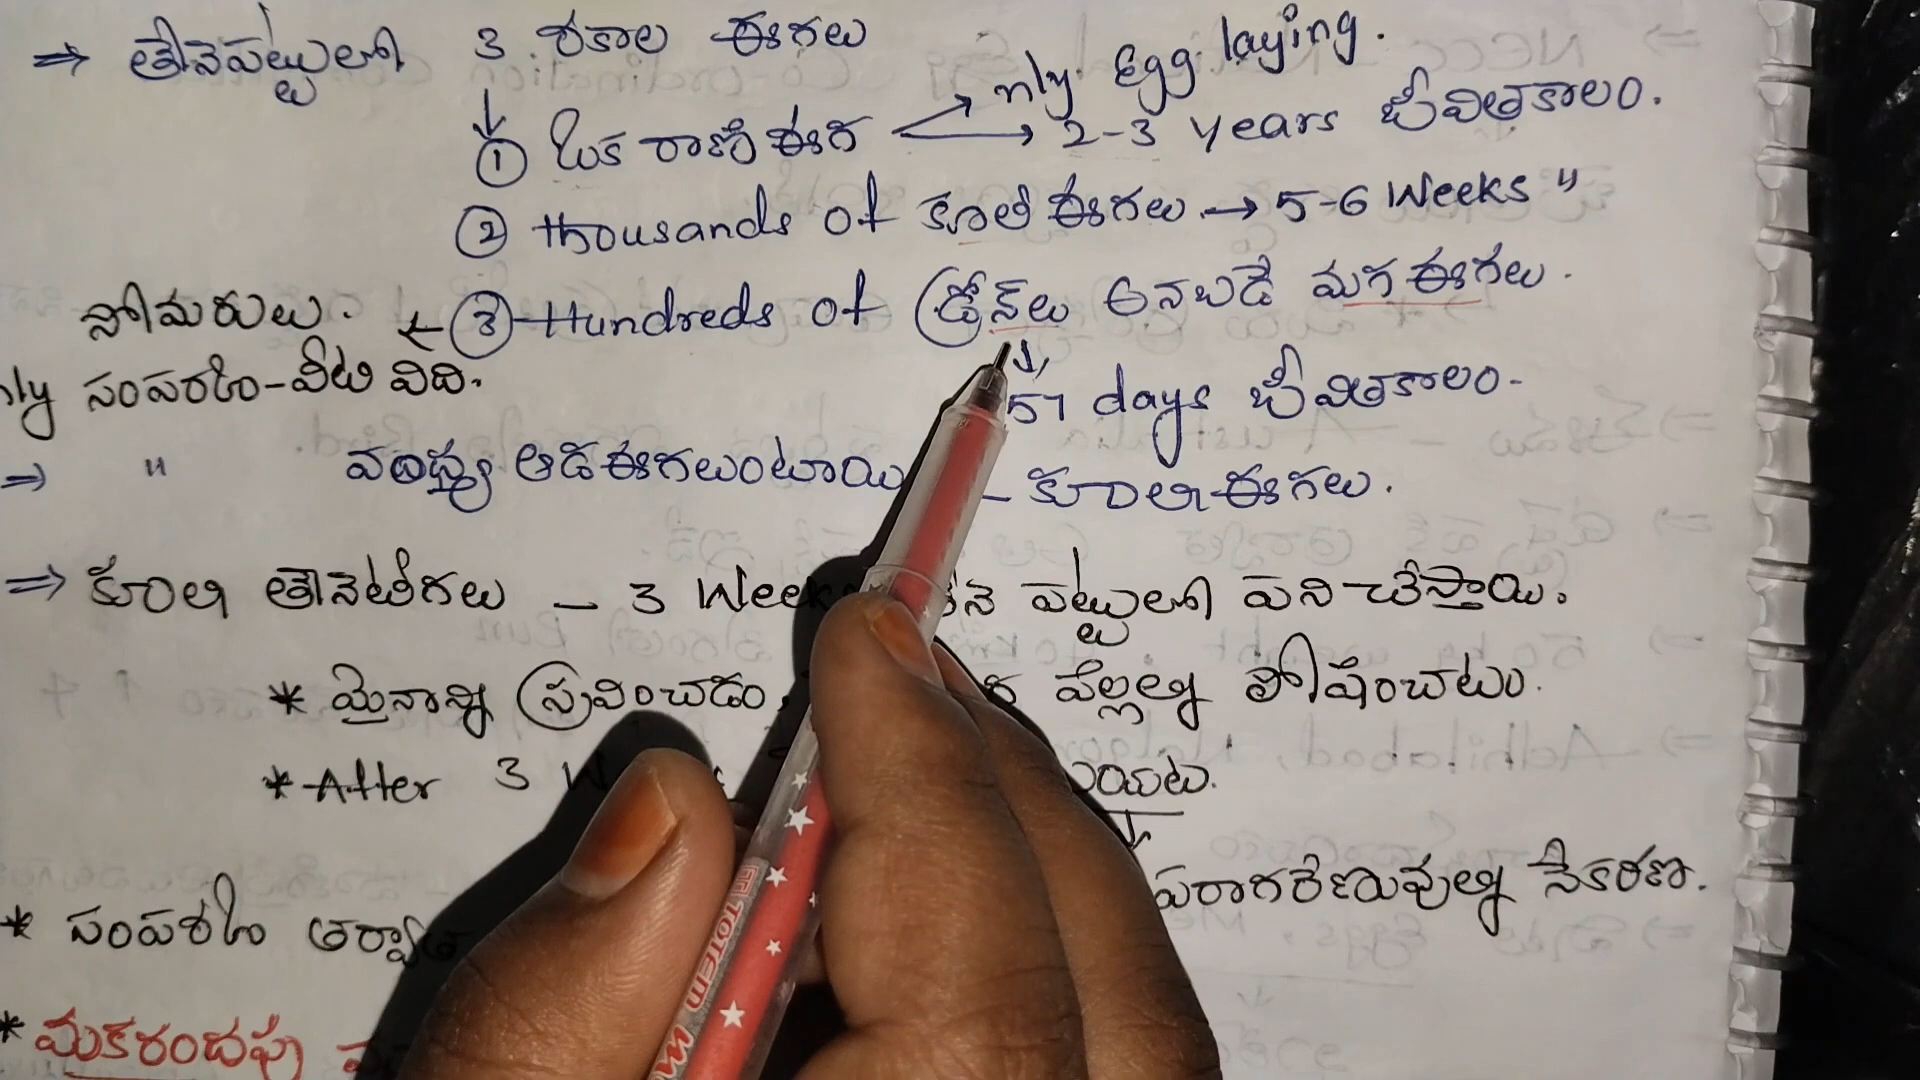 ⇒ తేనెపట్టులో 3 రకాల ఈగలు
nly Egg laying.
① ఒక రాణి ఈగ → 2-3 years జీవితకాలం.
② thousands of కూలి ఈగలు → 5-6 Weeks "
సోమరులు. ← ③ Hundreds of డ్రోన్‌లు అనబడే మగ ఈగలు.
nly సంపర్కం-వీటి విధి.
57 days జీవితకాలం.
⇒ " వంధ్య ఆడ ఈగలుంటాయి - కూలి ఈగలు.
⇒ కూలి తేనెటీగలు - 3 Week పట్టులో పని చేస్తాయి.
* మైనాన్ని స్రవించడం, పిల్లల్ని పోషించటం.
* After 3 బయట.
పరాగరేణువుల్ని సేకరణ.
* సంపర్కం తర్వాత
* మకరందపు
TOTEM